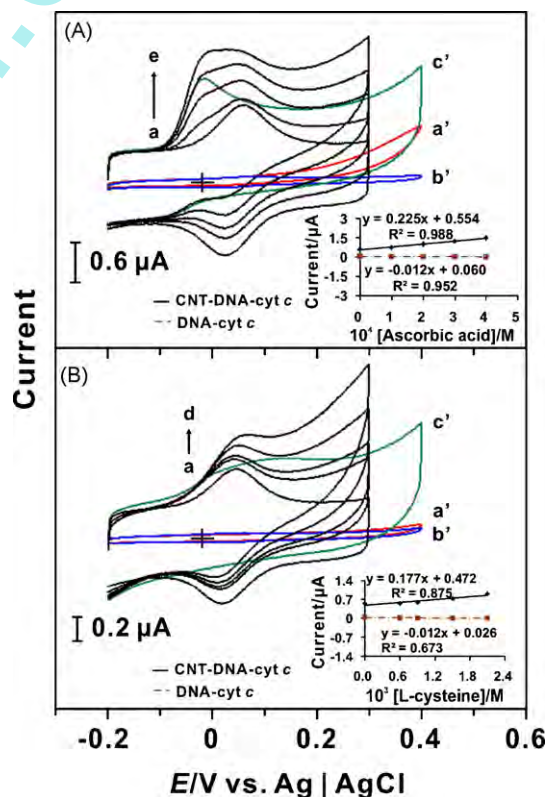 (A)
e
a
c'
a'
b'
0.6 µA
CNT-DNA-cyt c
DNA-cyt c
Current/µA
3
1.5
0
-1.5
-3
y = 0.225x + 0.554
R² = 0.988
y = -0.012x + 0.060
R² = 0.952
0 1 2 3 4 5
10⁴ [Ascorbic acid]/M
Current
(B)
d
a
c'
a'
b'
0.2 µA
CNT-DNA-cyt c
DNA-cyt c
Current/µA
1.4
0.7
0
-0.7
-1.4
y = 0.177x + 0.472
R² = 0.875
y = -0.012x + 0.026
R² = 0.673
0.0 0.6 1.2 1.8 2.4
10³ [L-cysteine]/M
-0.2 0 0.2 0.4 0.6
E/V vs. Ag | AgCl